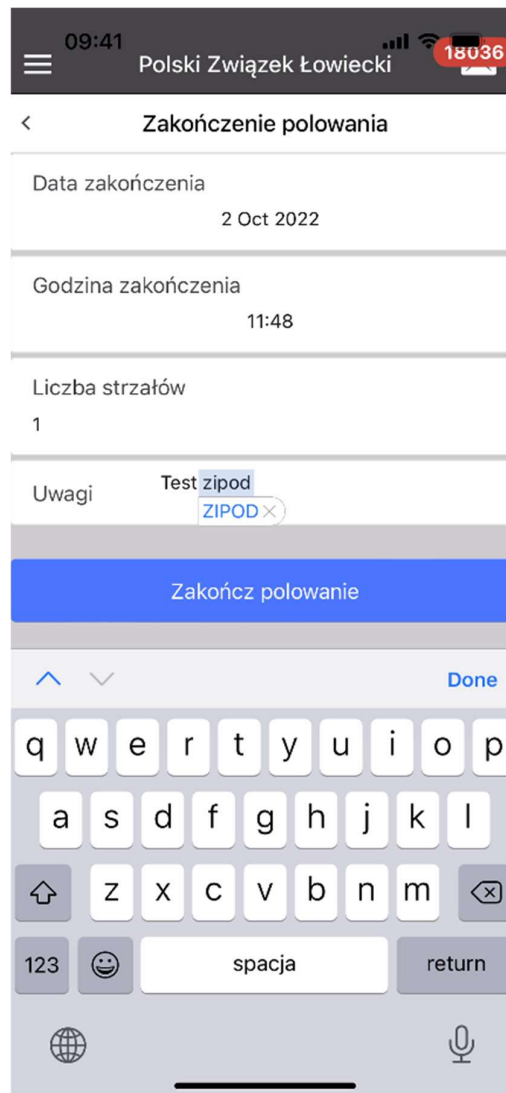 09:41
Polski Związek Łowiecki
18036
Zakończenie polowania
Data zakończenia
2 Oct 2022
Godzina zakończenia
11:48
Liczba strzałów
1
Uwagi Test zipod
ZIPOD
Zakończ polowanie
Done
q w e r t y u i o p
a s d f g h j k l
z x c v b n m
123 spacja return